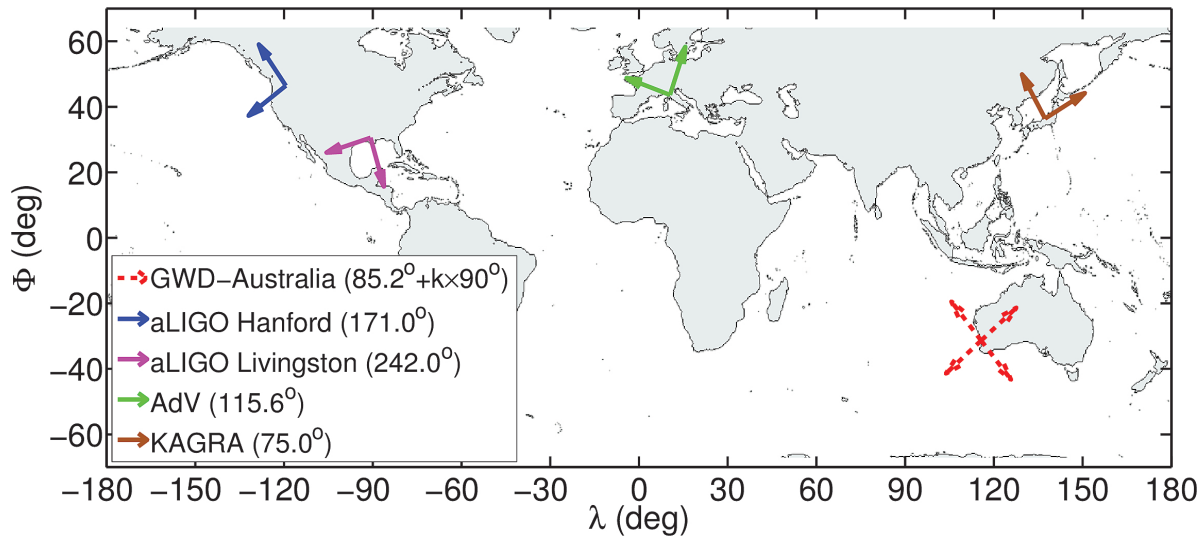 60
40
20
0
−20
−40
−60
Φ (deg)
GWD−Australia (85.2°+k×90°)
aLIGO Hanford (171.0°)
aLIGO Livingston (242.0°)
AdV (115.6°)
KAGRA (75.0°)
−180 −150 −120 −90 −60 −30 0 30 60 90 120 150 180
λ (deg)